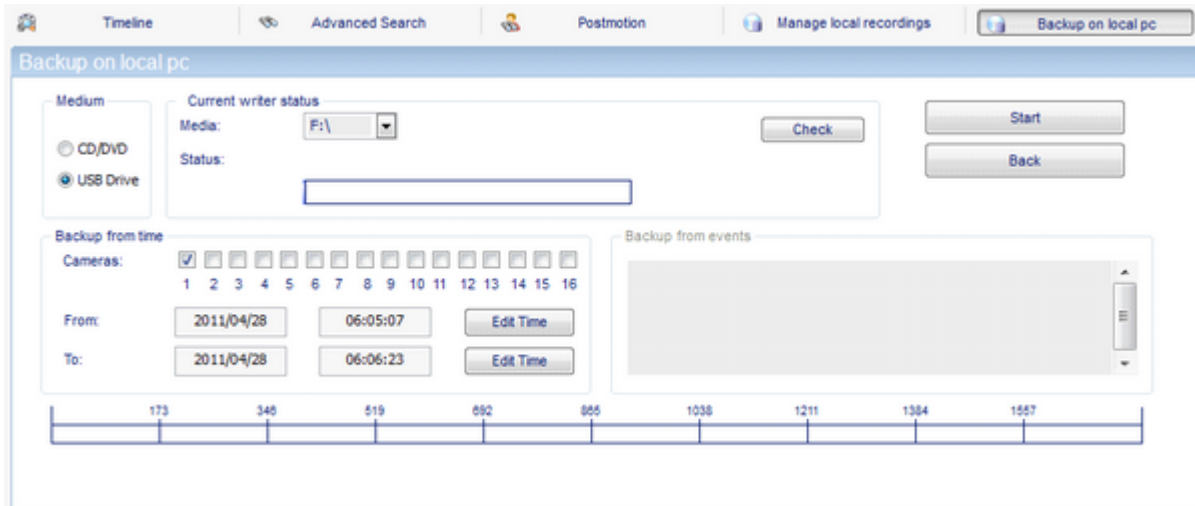 Timeline Advanced Search Postmotion Manage local recordings Backup on local pc
Backup on local pc
Medium
CD/DVD
USB Drive
Current writer status
Media: F:\ Check
Status:
Start
Back
Backup from time
Cameras:
1 2 3 4 5 6 7 8 9 10 11 12 13 14 15 16
From: 2011/04/28 06:05:07 Edit Time
To: 2011/04/28 06:06:23 Edit Time
Backup from events
173 346 519 692 865 1038 1211 1384 1557